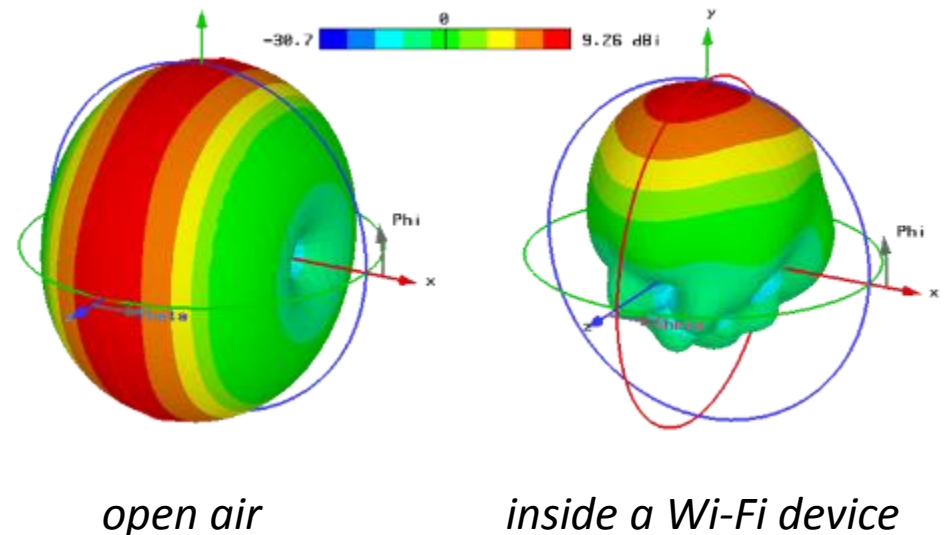 0
-30.7 9.26 dBi
y
Phi
x
Phi
x
z
open air
inside a Wi-Fi device